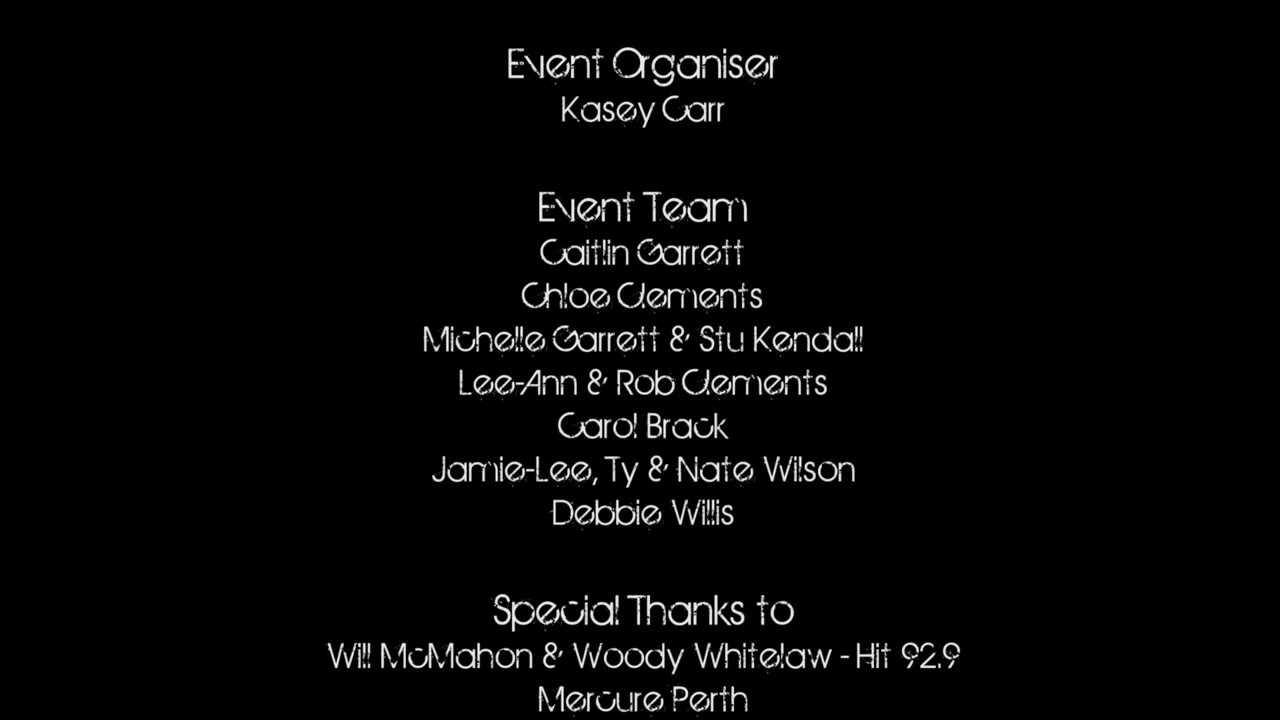 Event Organiser
Kasey Carr
Event Team
Caitlin Garrett
Chloe Clements
Michelle Garrett & Stu Kendall
Lee-Ann & Rob Clements
Carol Brack
Jamie-Lee, Ty & Nate Wilson
Debbie Willis
Special Thanks to
Will McMahon & Woody Whitelaw - Hit 92.9
Mercure Perth